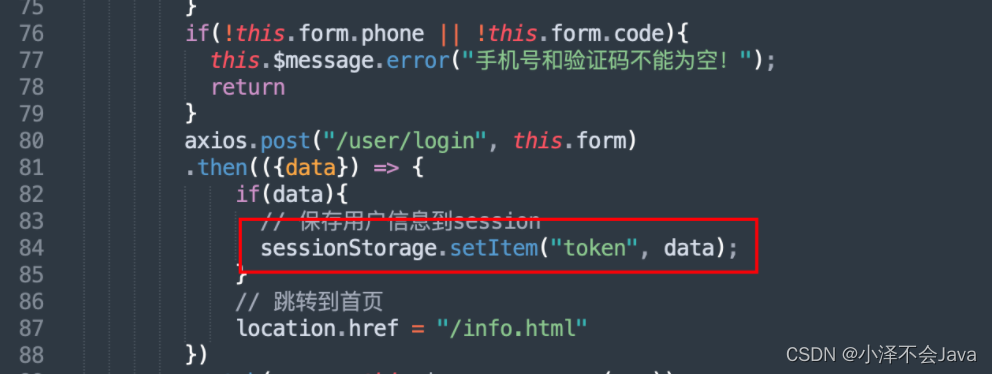 75 }
76 if(!this.form.phone || !this.form.code){
77 this.$message.error("手机号和验证码不能为空！");
78 return
79 }
80 axios.post("/user/login", this.form)
81 .then(({data}) => {
82 if(data){
83 // 保存用户信息到session
84 sessionStorage.setItem("token", data);
85 }
86 // 跳转到首页
87 location.href = "/info.html"
88 })
CSDN @小泽不会Java